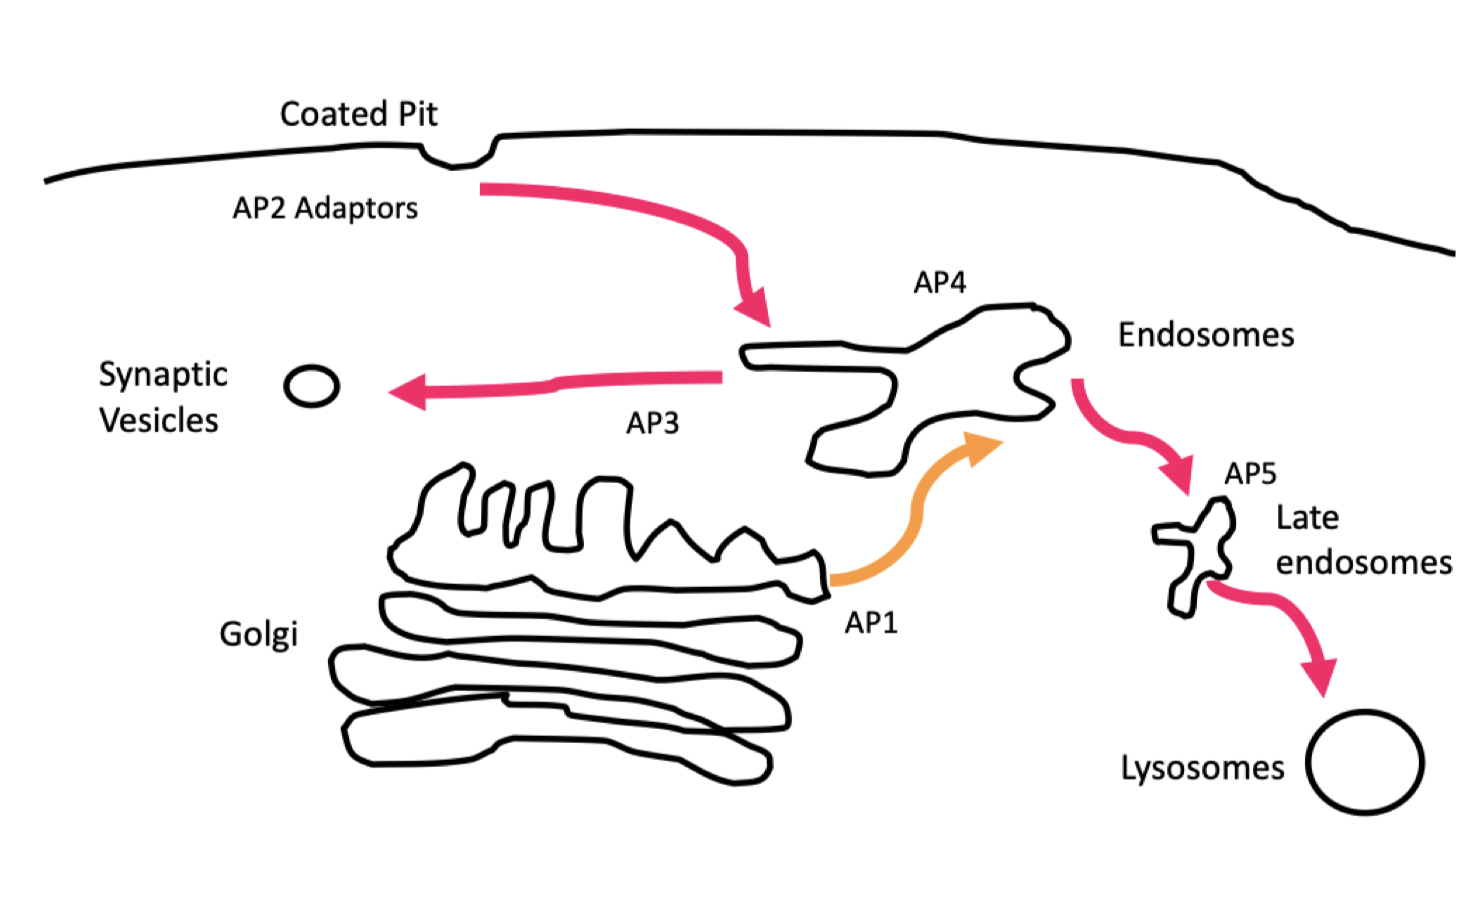 Coated Pit
AP2 Adaptors
AP4
Endosomes
Synaptic
Vesicles
AP3
AP5
Late
endosomes
Golgi
AP1
Lysosomes